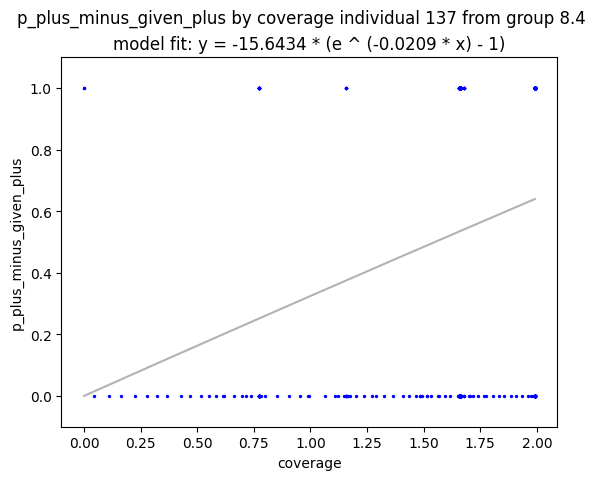 p_plus_minus_given_plus by coverage individual 137 from group 8.4
model fit: y = -15.6434 * (e ^ (-0.0209 * x) - 1)
1.0
0.8
0.6
0.4
0.2
0.0
p_plus_minus_given_plus
0.00 0.25 0.50 0.75 1.00 1.25 1.50 1.75 2.00
coverage